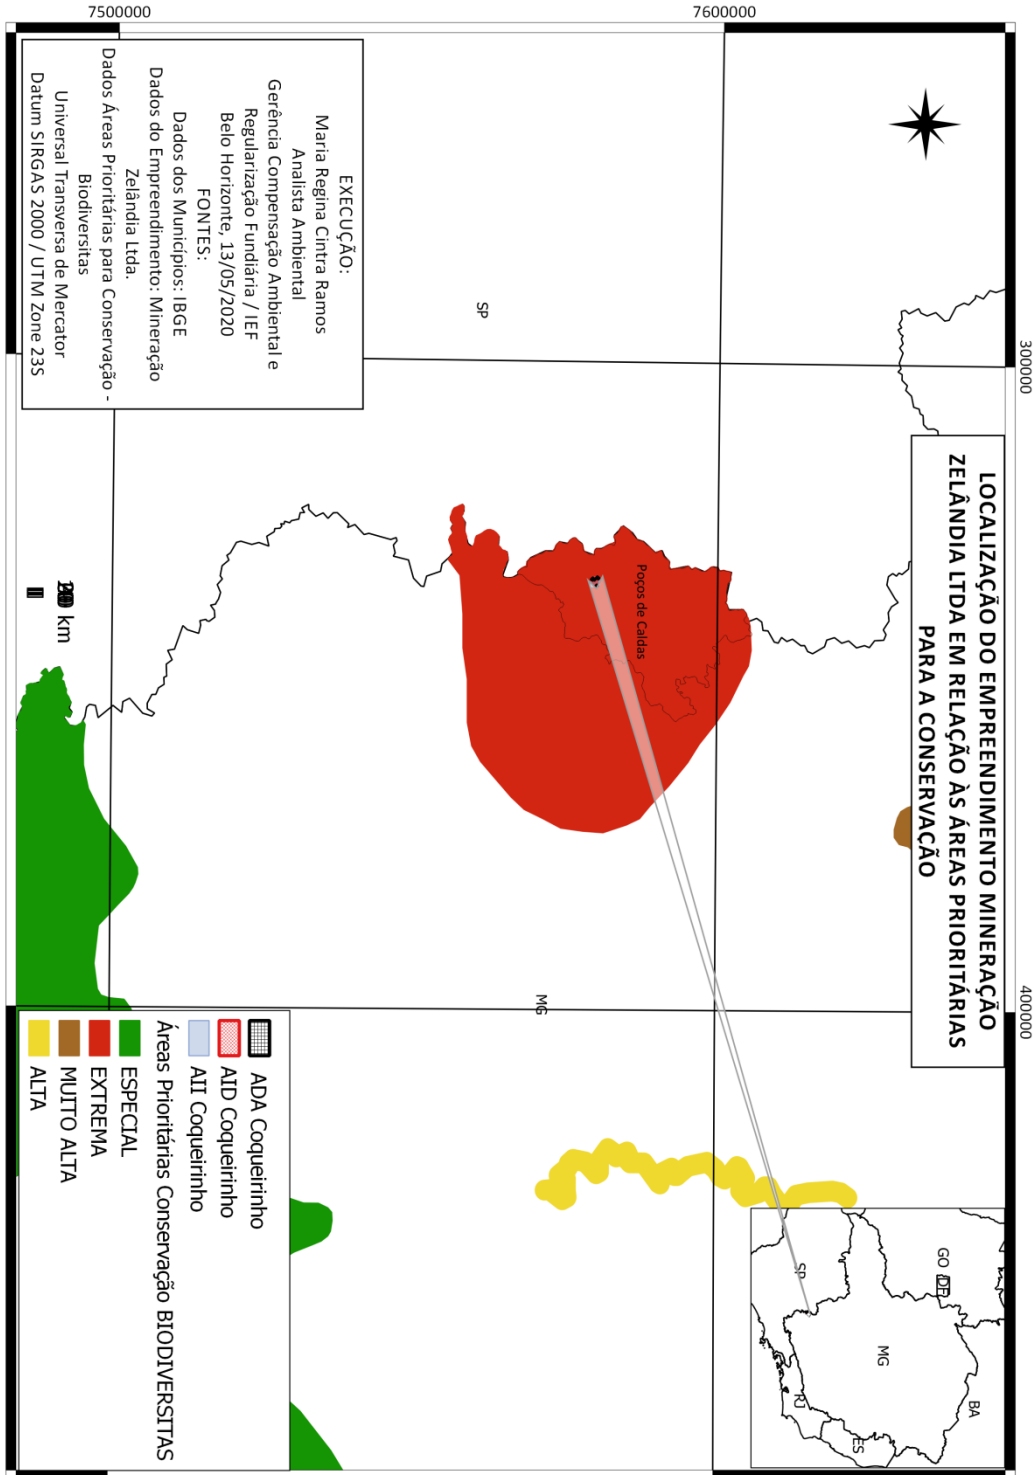 LOCALIZAÇÃO DO EMPREENDIMENTO MINERAÇÃO
ZELÂNDIA LTDA EM RELAÇÃO ÀS ÁREAS PRIORITÁRIAS
PARA A CONSERVAÇÃO
300000
400000
7600000
7500000
GO
DF
BA
SP
MG
ES
RJ
Poços de Caldas
SP
MG
km
EXECUÇÃO:
Maria Regina Cintra Ramos
Analista Ambiental
Gerência Compensação Ambiental e
Regularização Fundiária / IEF
Belo Horizonte, 13/05/2020
FONTES:
Dados dos Municípios: IBGE
Dados do Empreendimento: Mineração
Zelândia Ltda.
Dados Áreas Prioritárias para Conservação -
Biodiversitas
Universal Transversa de Mercator
Datum SIRGAS 2000 / UTM Zone 23S
ADA Coqueirinho
AID Coqueirinho
AII Coqueirinho
Áreas Prioritárias Conservação BIODIVERSITAS
ESPECIAL
EXTREMA
MUITO ALTA
ALTA